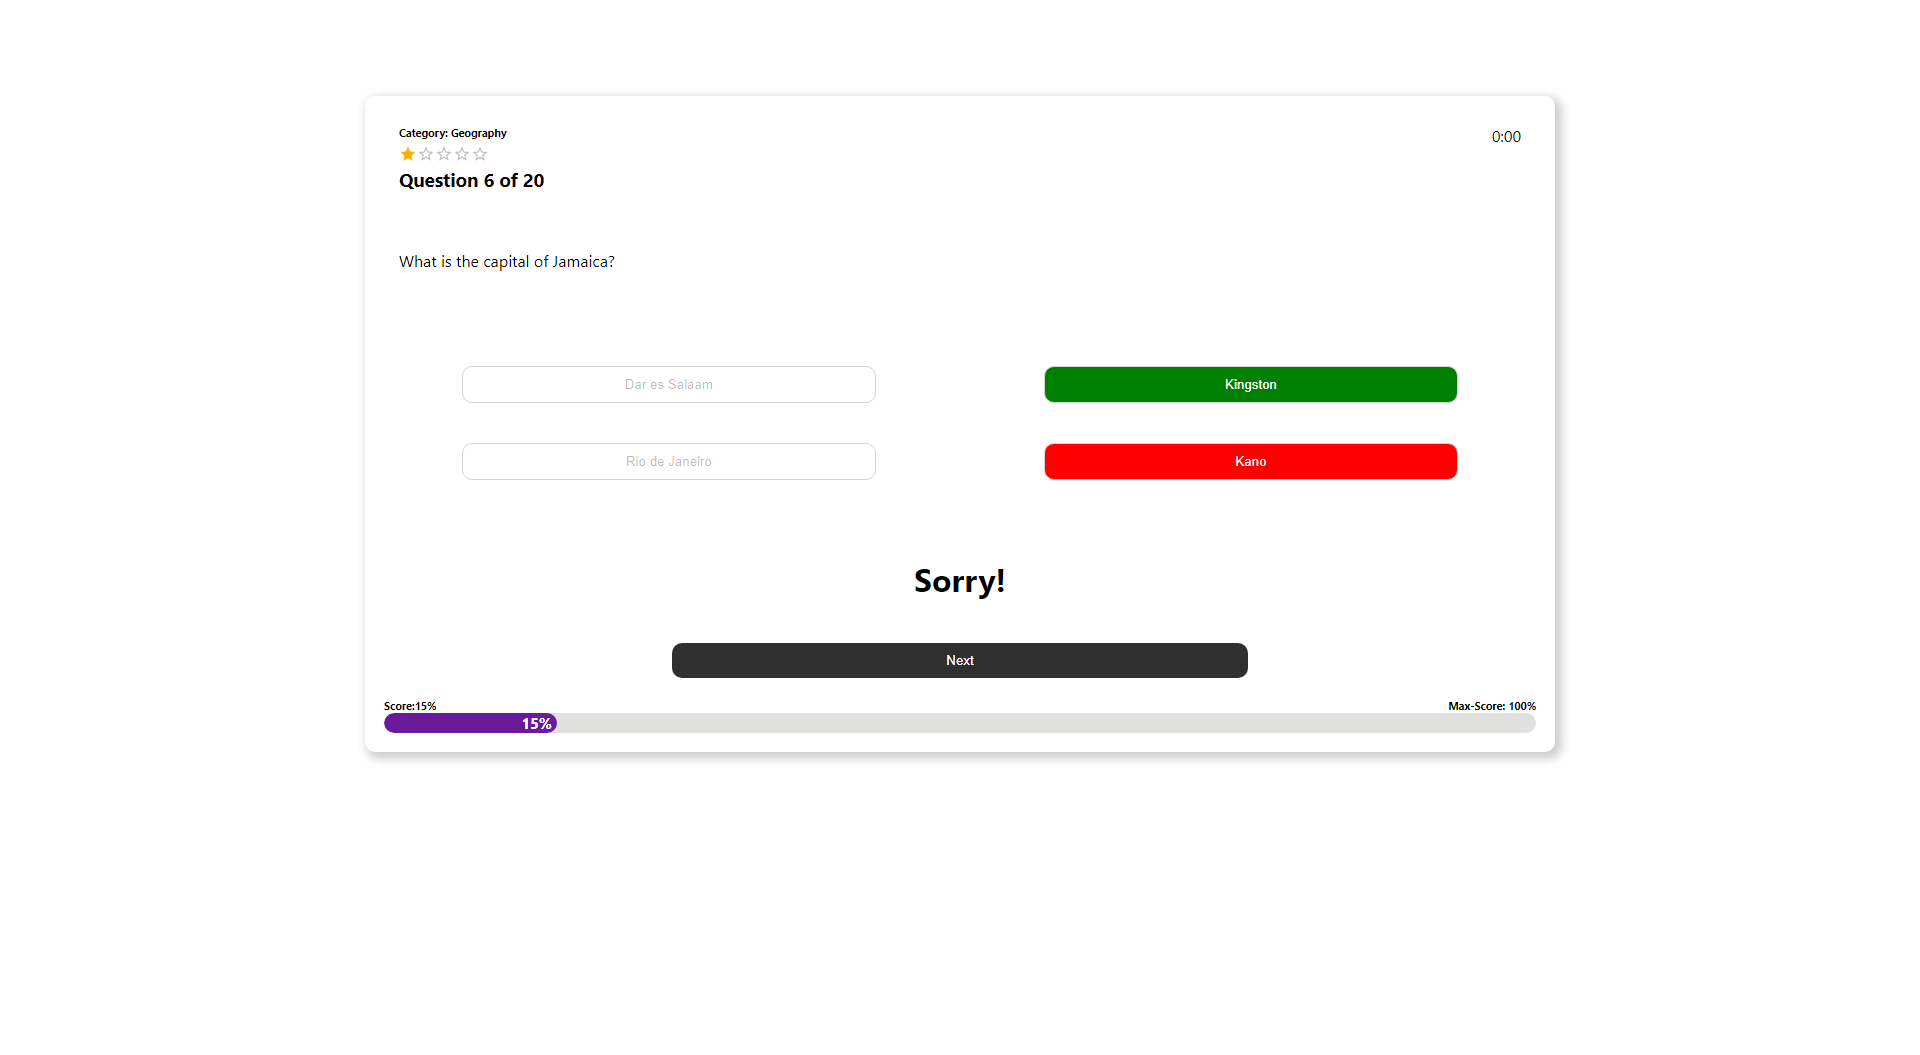 Category: Geography
0:00
Question 6 of 20
What is the capital of Jamaica?
Dar es Salaam
Kingston
Rio de Janeiro
Kano
Sorry!
Next
Score:15%
Max-Score: 100%
15%